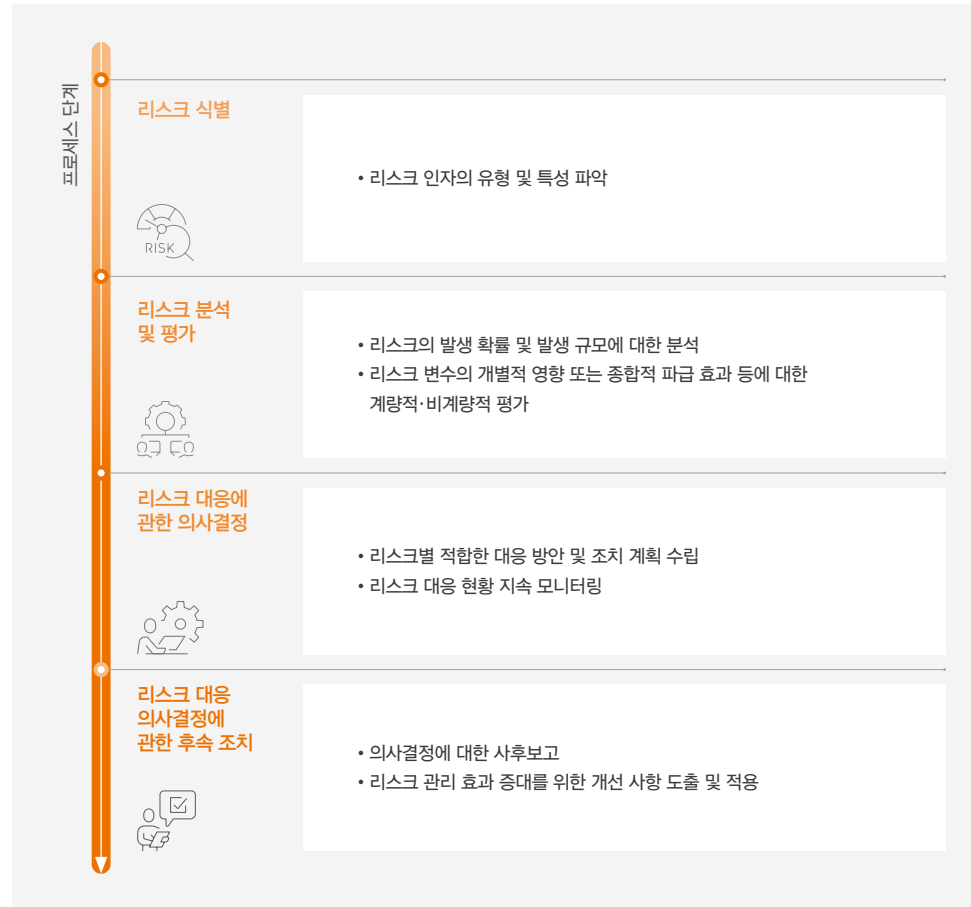 프로세스 단계
리스크 식별
• 리스크 인자의 유형 및 특성 파악
RISK
리스크 분석
및 평가
• 리스크의 발생 확률 및 발생 규모에 대한 분석
• 리스크 변수의 개별적 영향 또는 종합적 파급 효과 등에 대한
계량적·비계량적 평가
리스크 대응에
관한 의사결정
• 리스크별 적합한 대응 방안 및 조치 계획 수립
• 리스크 대응 현황 지속 모니터링
리스크 대응
의사결정에
관한 후속 조치
• 의사결정에 대한 사후보고
• 리스크 관리 효과 증대를 위한 개선 사항 도출 및 적용